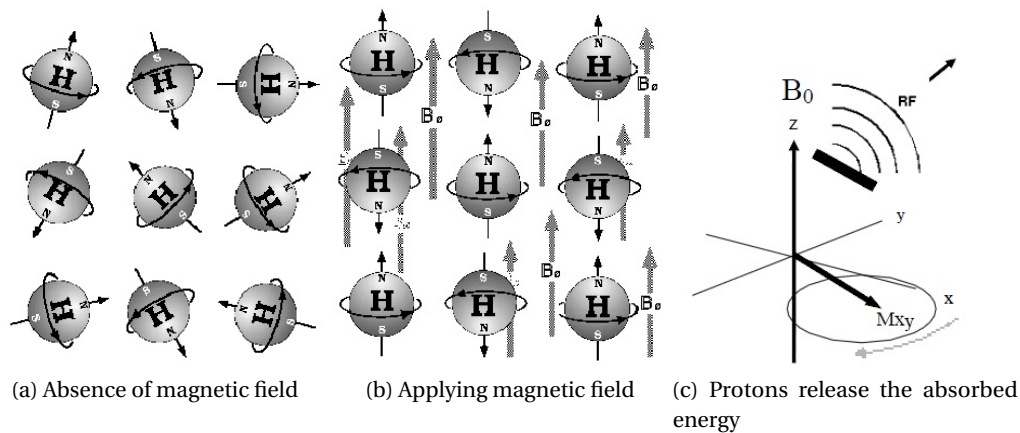 N
H
S
S
H
N
S
H
N
S
H
N
N
H
S
N
H
S
S
H
N
S
H
N
N
H
S
N
H
S
S
H
N
N
H
S
B₀
B₀
B₀
S
H
N
N
H
S
S
H
N
N
H
S
S
H
N
N
H
S
B₀
B₀
B₀
z
RF
y
x
Mxy
(a) Absence of magnetic field
(b) Applying magnetic field
(c) Protons release the absorbed
energy